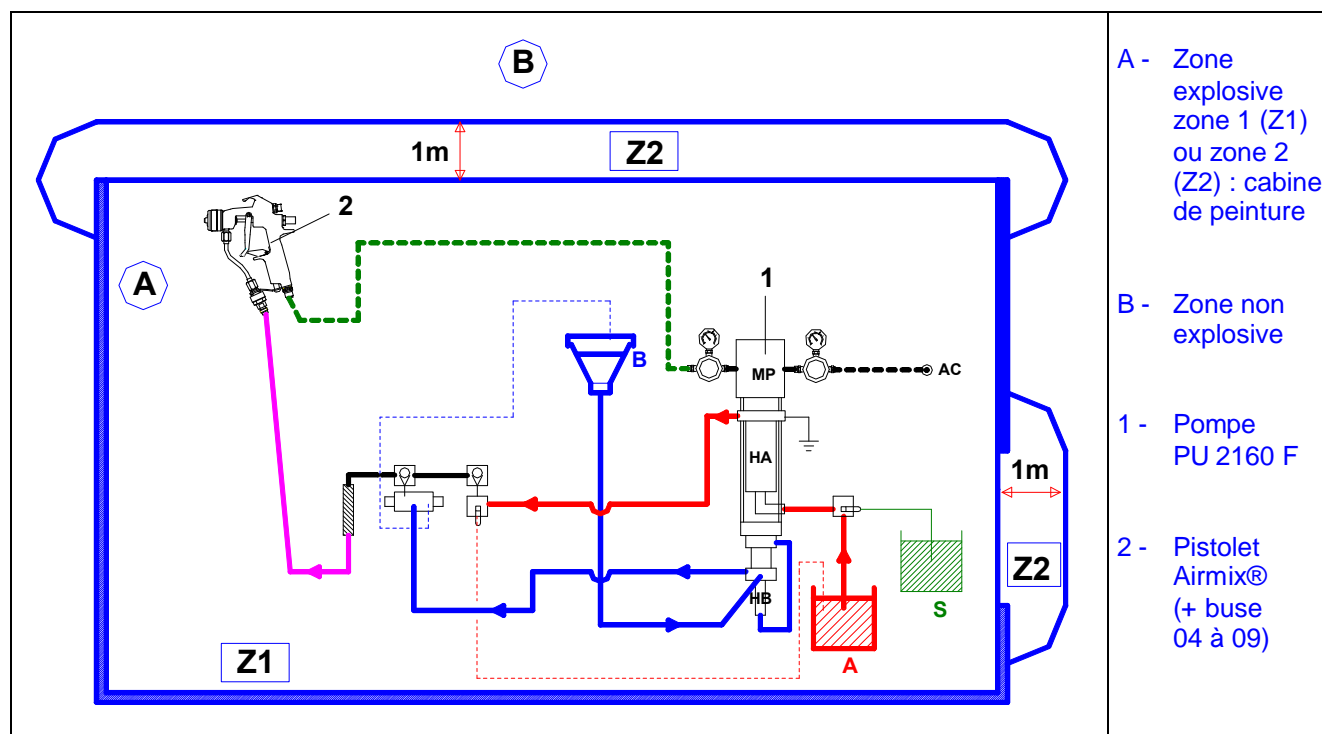 B
1m
Z2
2
A
1
B
MP
AC
HA
1m
HB
Z2
S
A
Z1
A - Zone
explosive
zone 1 (Z1)
ou zone 2
(Z2) : cabine
de peinture
B - Zone non
explosive
1 - Pompe
PU 2160 F
2 - Pistolet
Airmix®
(+ buse
04 à 09)